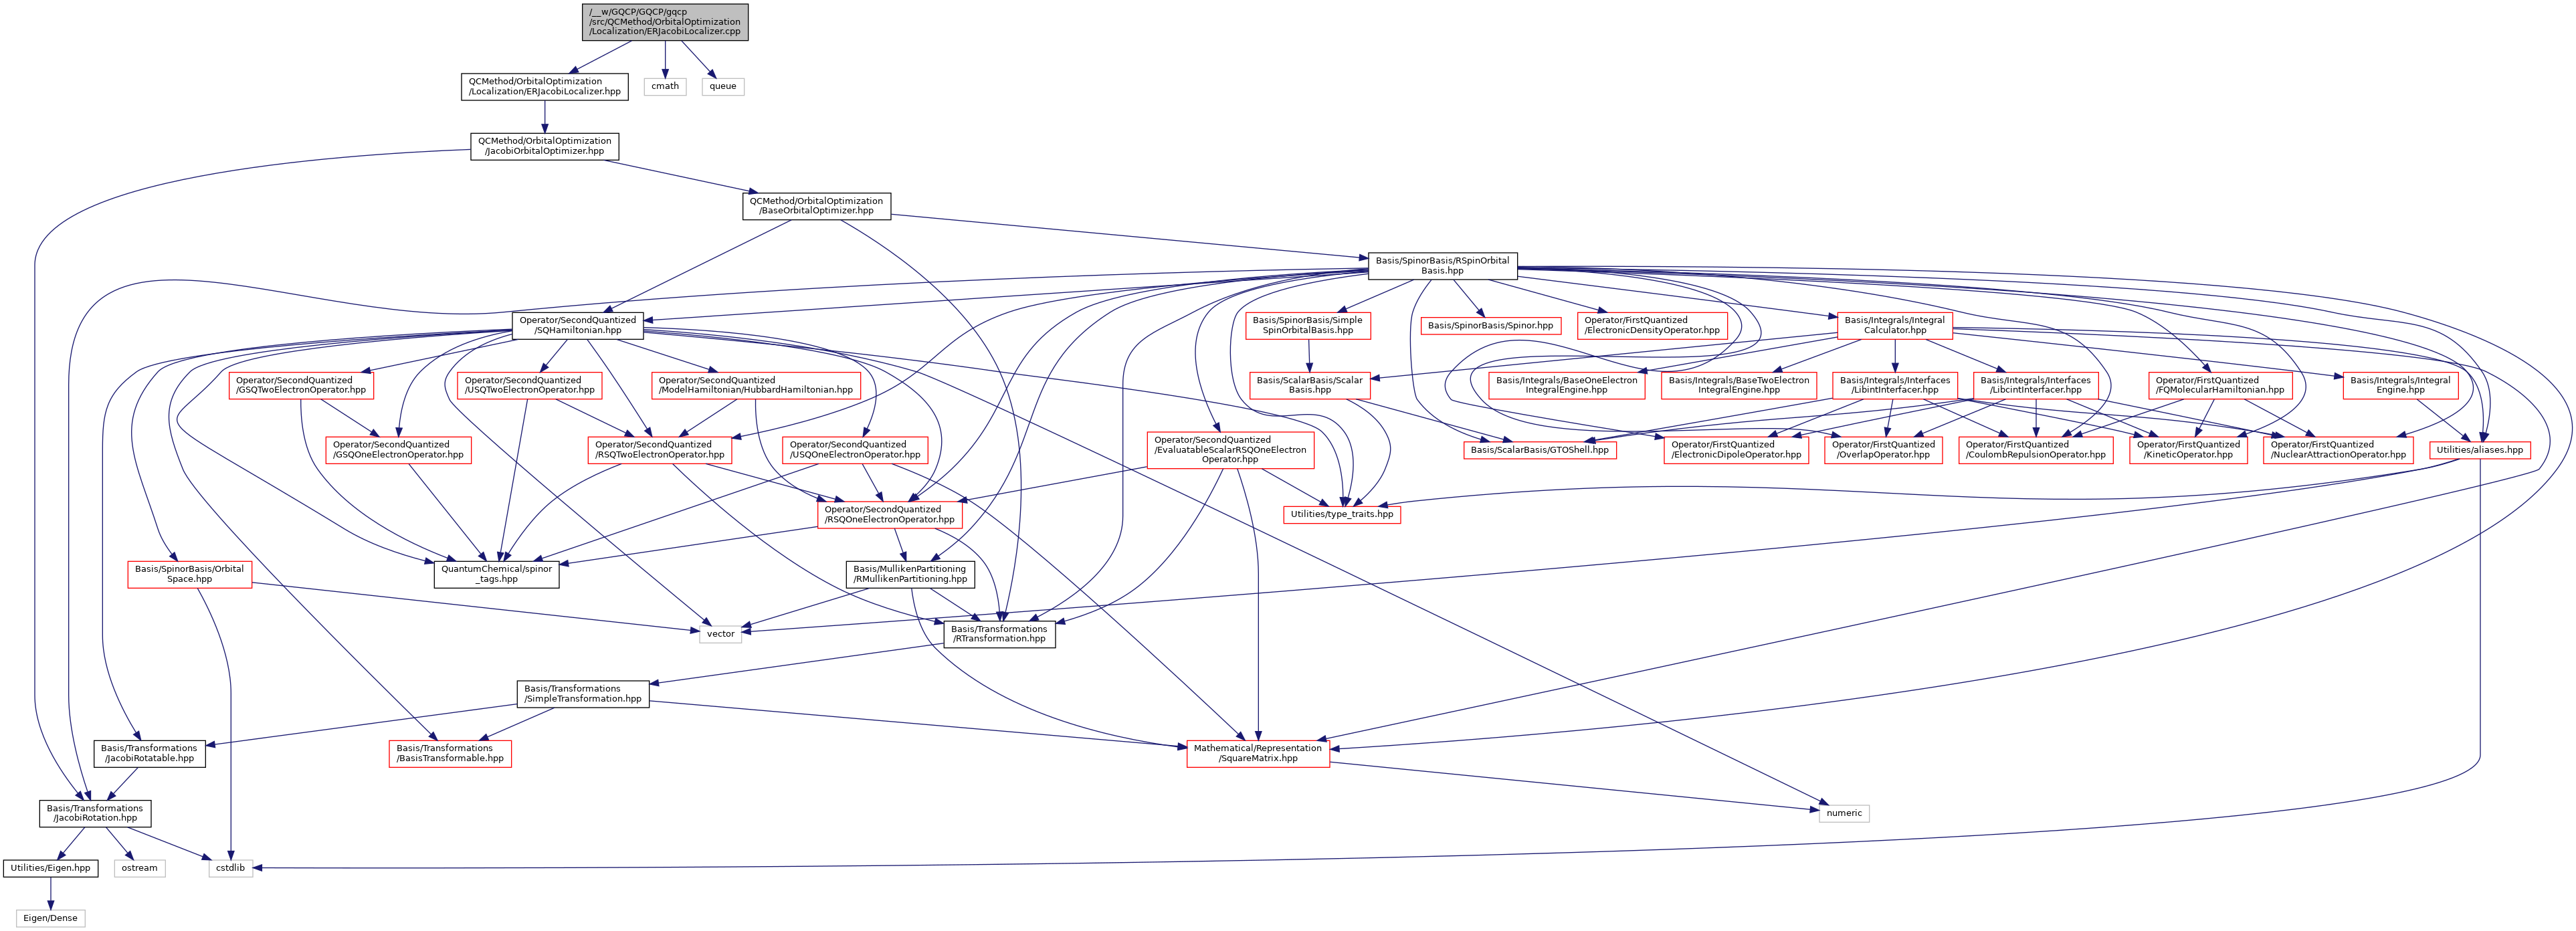 /__w/GQCP/GQCP/gqcp
/src/QCMethod/OrbitalOptimization
/Localization/ERJacobiLocalizer.cpp
QCMethod/OrbitalOptimization
/Localization/ERJacobiLocalizer.hpp
cmath
queue
QCMethod/OrbitalOptimization
/JacobiOrbitalOptimizer.hpp
QCMethod/OrbitalOptimization
/BaseOrbitalOptimizer.hpp
Basis/SpinorBasis/RSpinOrbital
Basis.hpp
Operator/SecondQuantized
/SQHamiltonian.hpp
Basis/SpinorBasis/Simple
SpinOrbitalBasis.hpp
Basis/SpinorBasis/Spinor.hpp
Operator/FirstQuantized
/ElectronicDensityOperator.hpp
Basis/Integrals/Integral
Calculator.hpp
Operator/SecondQuantized
/GSQTwoElectronOperator.hpp
Operator/SecondQuantized
/USQTwoElectronOperator.hpp
Operator/SecondQuantized
/ModelHamiltonian/HubbardHamiltonian.hpp
Basis/ScalarBasis/Scalar
Basis.hpp
Basis/Integrals/BaseOneElectron
IntegralEngine.hpp
Basis/Integrals/BaseTwoElectron
IntegralEngine.hpp
Basis/Integrals/Interfaces
/LibintInterfacer.hpp
Basis/Integrals/Interfaces
/LibcintInterfacer.hpp
Operator/FirstQuantized
/FQMolecularHamiltonian.hpp
Basis/Integrals/Integral
Engine.hpp
Operator/SecondQuantized
/GSQOneElectronOperator.hpp
Operator/SecondQuantized
/RSQTwoElectronOperator.hpp
Operator/SecondQuantized
/USQOneElectronOperator.hpp
Operator/SecondQuantized
/EvaluatableScalarRSQOneElectron
Operator.hpp
Basis/ScalarBasis/GTOShell.hpp
Operator/FirstQuantized
/ElectronicDipoleOperator.hpp
Operator/FirstQuantized
/OverlapOperator.hpp
Operator/FirstQuantized
/CoulombRepulsionOperator.hpp
Operator/FirstQuantized
/KineticOperator.hpp
Operator/FirstQuantized
/NuclearAttractionOperator.hpp
Utilities/aliases.hpp
Operator/SecondQuantized
/RSQOneElectronOperator.hpp
Utilities/type_traits.hpp
Basis/SpinorBasis/Orbital
Space.hpp
QuantumChemical/spinor
_tags.hpp
Basis/MullikenPartitioning
/RMullikenPartitioning.hpp
vector
Basis/Transformations
/RTransformation.hpp
Basis/Transformations
/SimpleTransformation.hpp
Basis/Transformations
/JacobiRotatable.hpp
Basis/Transformations
/BasisTransformable.hpp
Mathematical/Representation
/SquareMatrix.hpp
Basis/Transformations
/JacobiRotation.hpp
numeric
Utilities/Eigen.hpp
ostream
cstdlib
Eigen/Dense